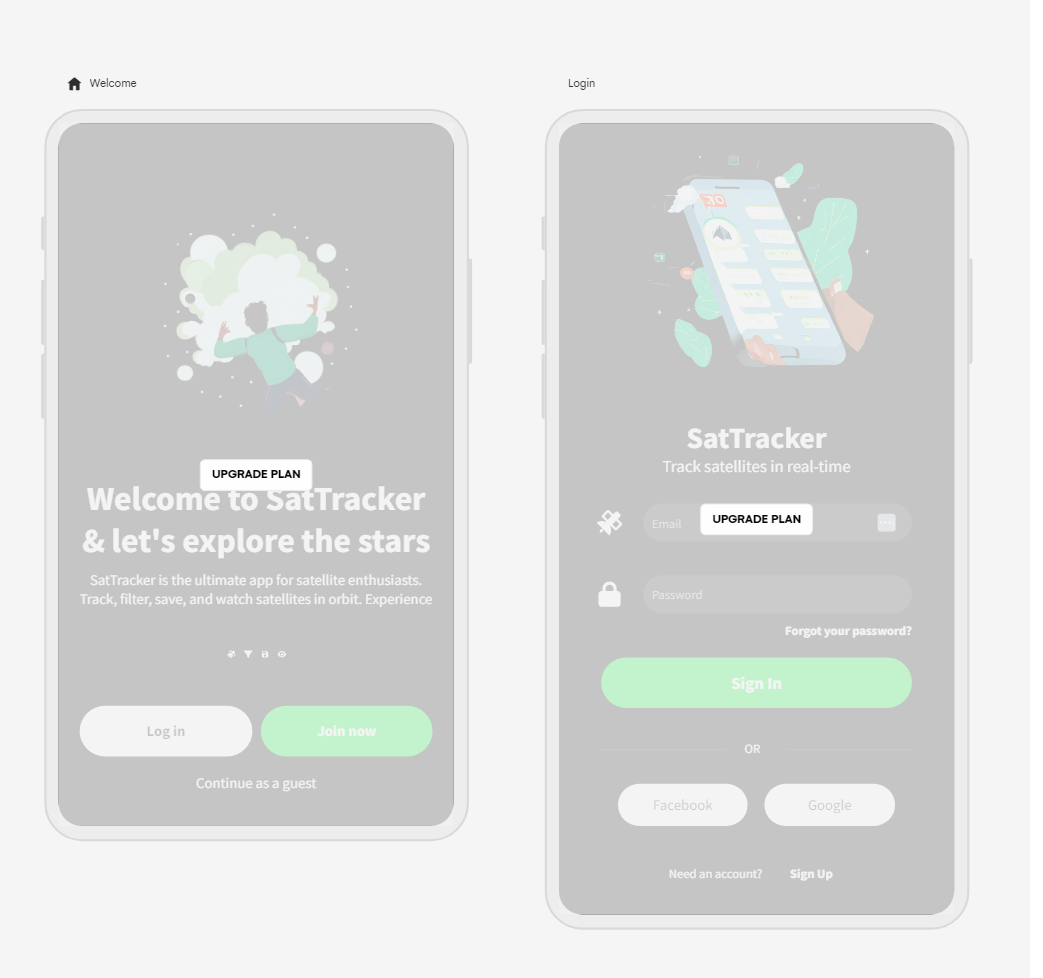 Welcome
UPGRADE PLAN
Welcome to SatTracker
& let's explore the stars
SatTracker is the ultimate app for satellite enthusiasts.
Track, filter, save, and watch satellites in orbit. Experience
Log in
Join now
Continue as a guest
Login
OK
SatTracker
Track satellites in real-time
Email
UPGRADE PLAN
Password
Forgot your password?
Sign In
OR
Facebook
Google
Need an account?
Sign Up